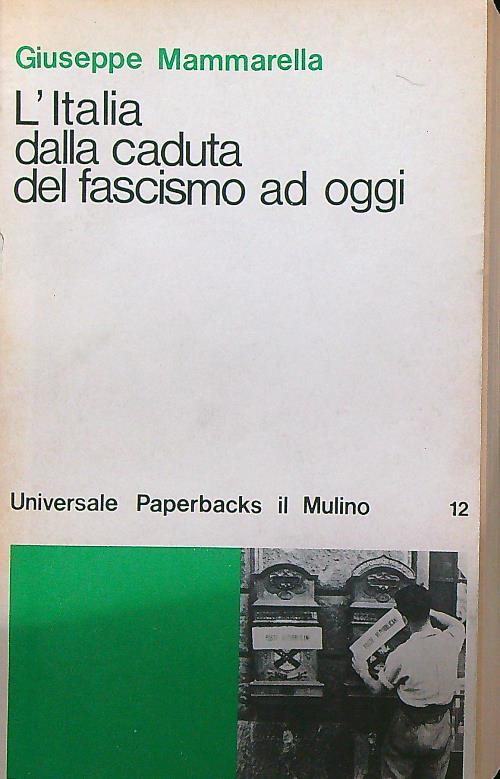 Giuseppe Mammarella
L'Italia
dalla caduta
del fascismo ad oggi
Universale Paperbacks il Mulino 12